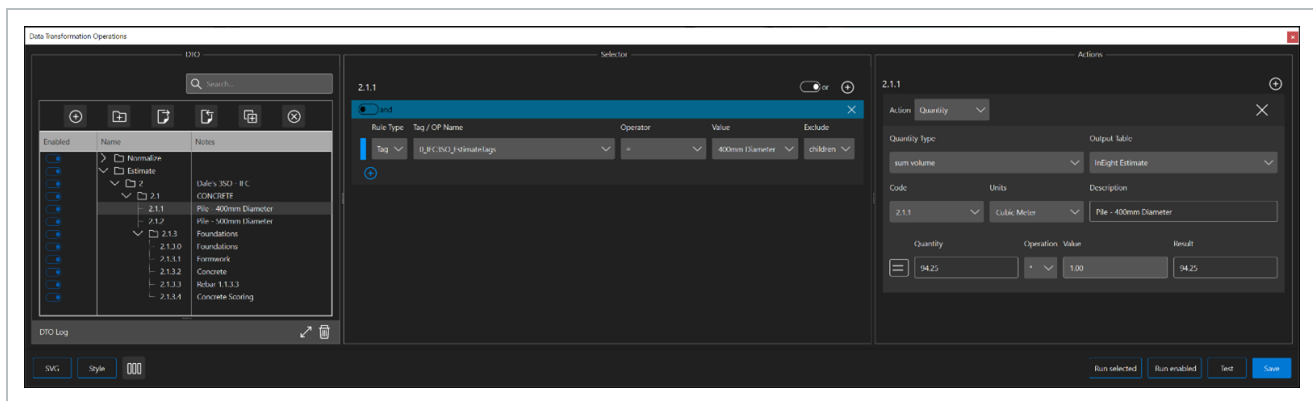 Data Transformation Operations
DTO
Search...
Enabled Name Notes
Normalize
Estimate
2 Dale's 3SO - IFC
2.1 CONCRETE
2.1.1 Pile - 400mm Diameter
2.1.2 Pile - 500mm Diameter
2.1.3 Foundations
2.1.3.0 Foundations
2.1.3.1 Formwork
2.1.3.2 Concrete
2.1.3.3 Rebar 1.1.3.3
2.1.3.4 Concrete Scoring
DTO Log
Selector
2.1.1 or
and
Rule Type Tag / OP Name Operator Value Exclude
Tag 0_IFC3SO_EstimateTags = 400mm Diameter children
Actions
2.1.1
Action Quantity
Quantity Type Output Table
sum volume InEight Estimate
Code Units Description
2.1.1 Cubic Meter Pile - 400mm Diameter
Quantity Operation Value Result
94.25 * 1.00 94.25
SVG Style
Run selected Run enabled Test Save